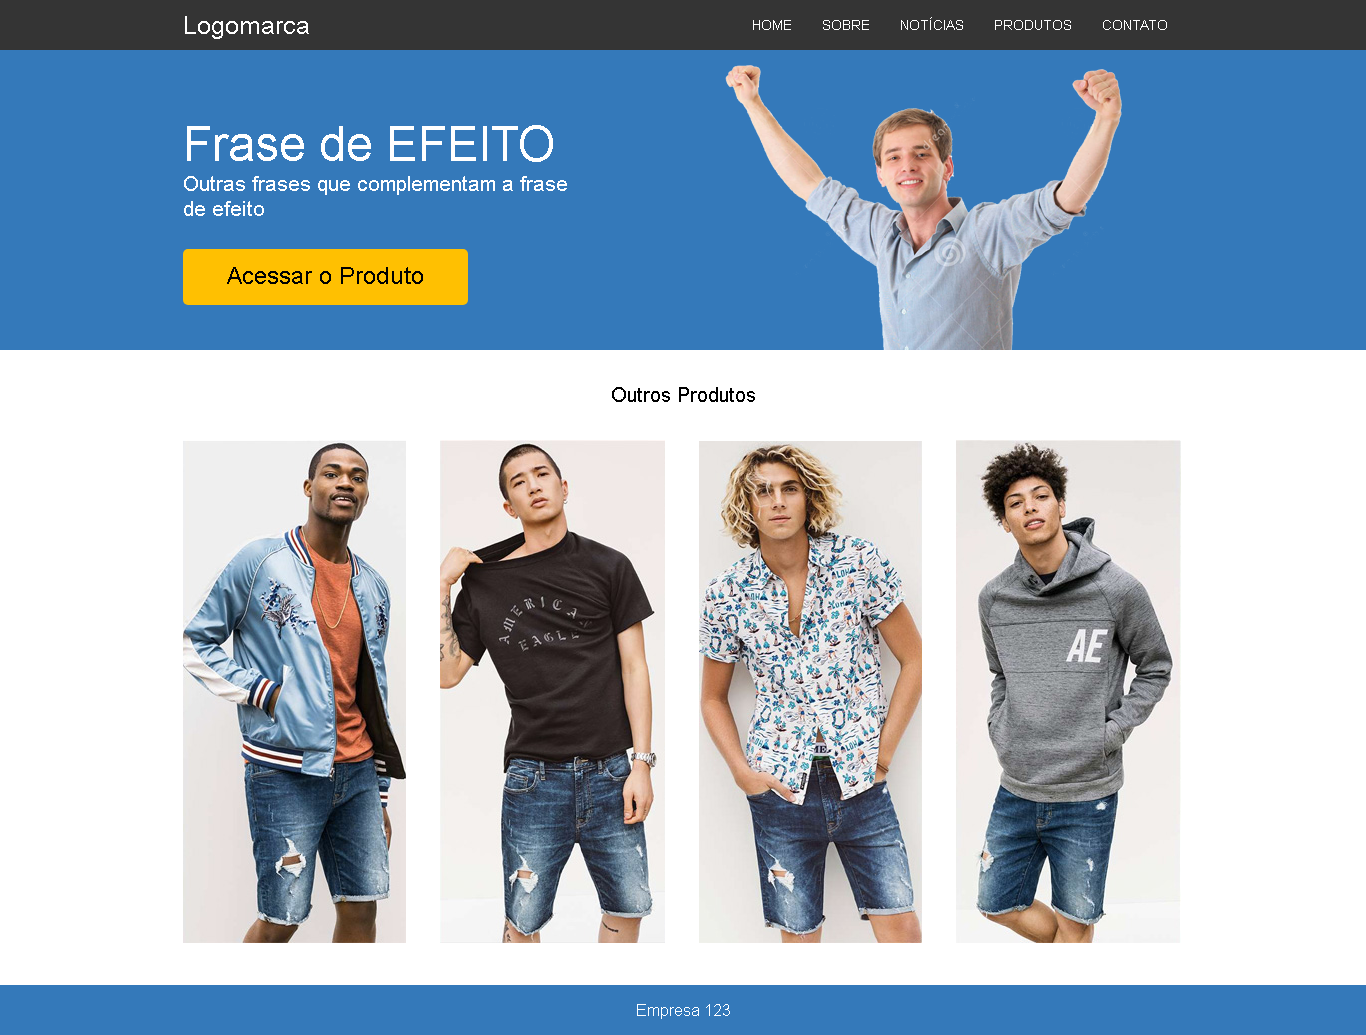 Logomarca
HOME SOBRE NOTÍCIAS PRODUTOS CONTATO
Frase de EFEITO
Outras frases que complementam a frase
de efeito
Acessar o Produto
Outros Produtos
AMERICAN
EAGLE
ALOHA
AE
Empresa 123